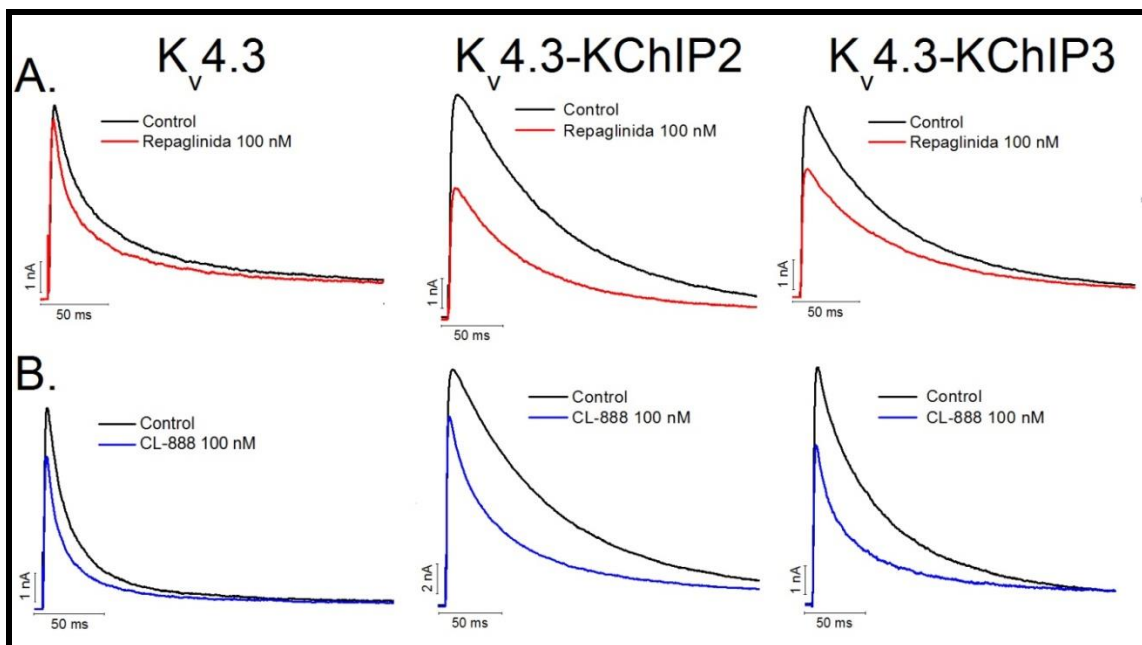 Kv4.3
Kv4.3-KChIP2
Kv4.3-KChIP3
A.
Control
Repaglinida 100 nM
1 nA
50 ms
Control
Repaglinida 100 nM
1 nA
50 ms
Control
Repaglinida 100 nM
1 nA
50 ms
B.
Control
CL-888 100 nM
1 nA
50 ms
Control
CL-888 100 nM
2 nA
50 ms
Control
CL-888 100 nM
1 nA
50 ms